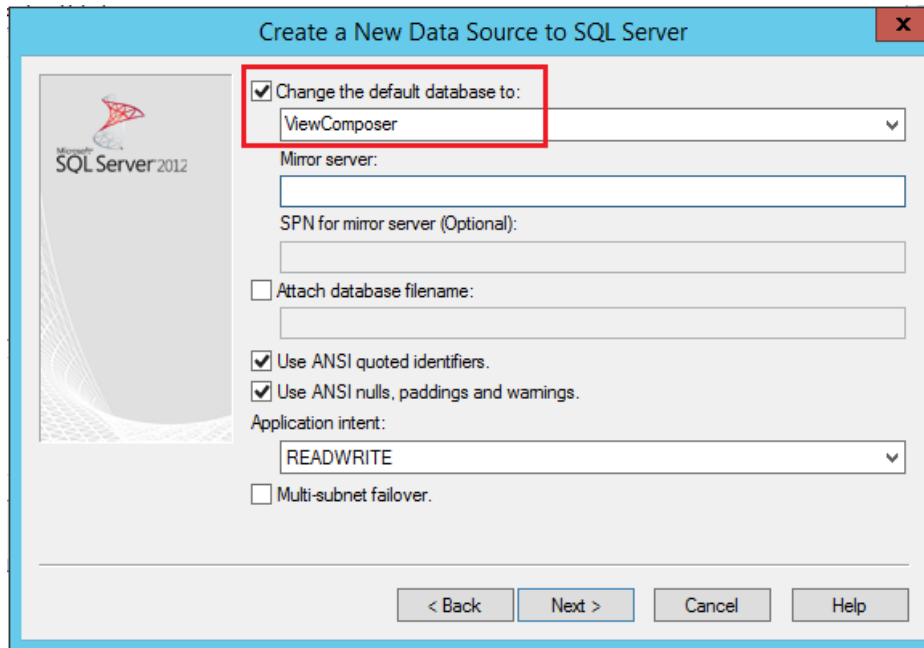 Create a New Data Source to SQL Server
x
Change the default database to:
ViewComposer
Microsoft
SQL Server 2012
Mirror server:
SPN for mirror server (Optional):
Attach database filename:
Use ANSI quoted identifiers.
Use ANSI nulls, paddings and warnings.
Application intent:
READWRITE
Multi-subnet failover.
< Back Next > Cancel Help